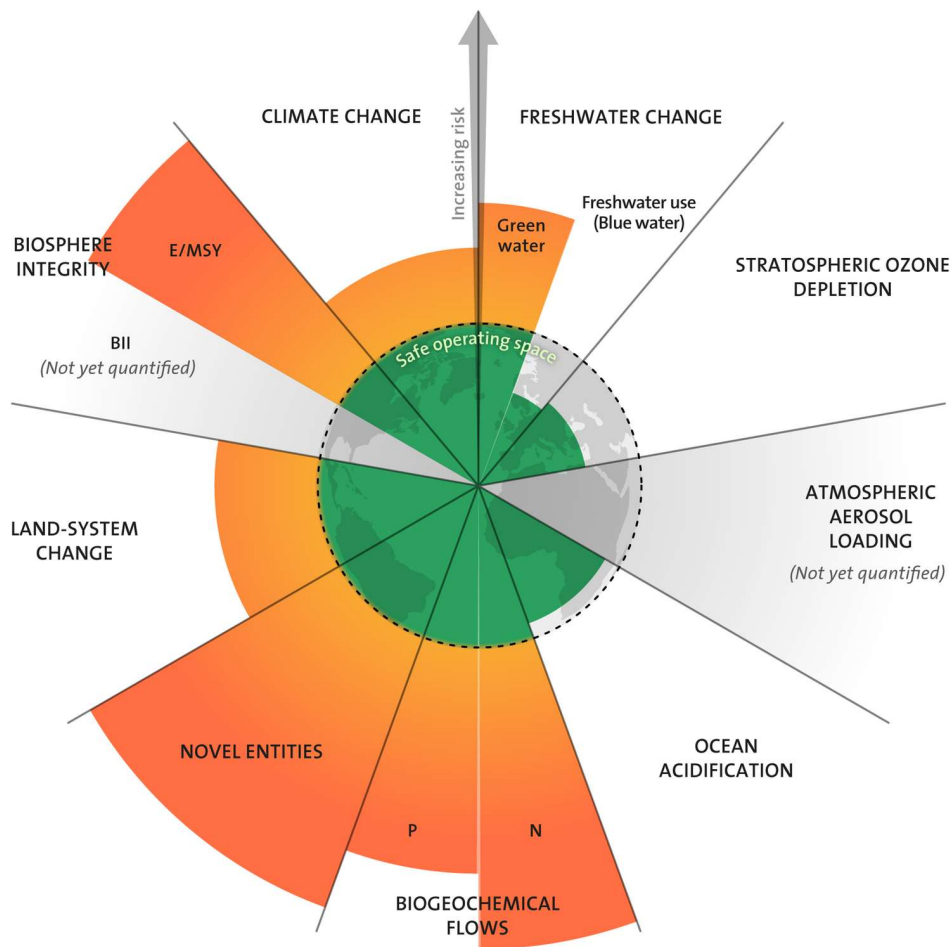 CLIMATE CHANGE
Increasing risk
FRESHWATER CHANGE
Freshwater use
(Blue water)
Green
water
E/MSY
BIOSPHERE
INTEGRITY
STRATOSPHERIC OZONE
DEPLETION
BII
(Not yet quantified)
Safe operating space
ATMOSPHERIC
AEROSOL
LOADING
(Not yet quantified)
LAND-SYSTEM
CHANGE
NOVEL ENTITIES
OCEAN
ACIDIFICATION
P
N
BIOGEOCHEMICAL
FLOWS